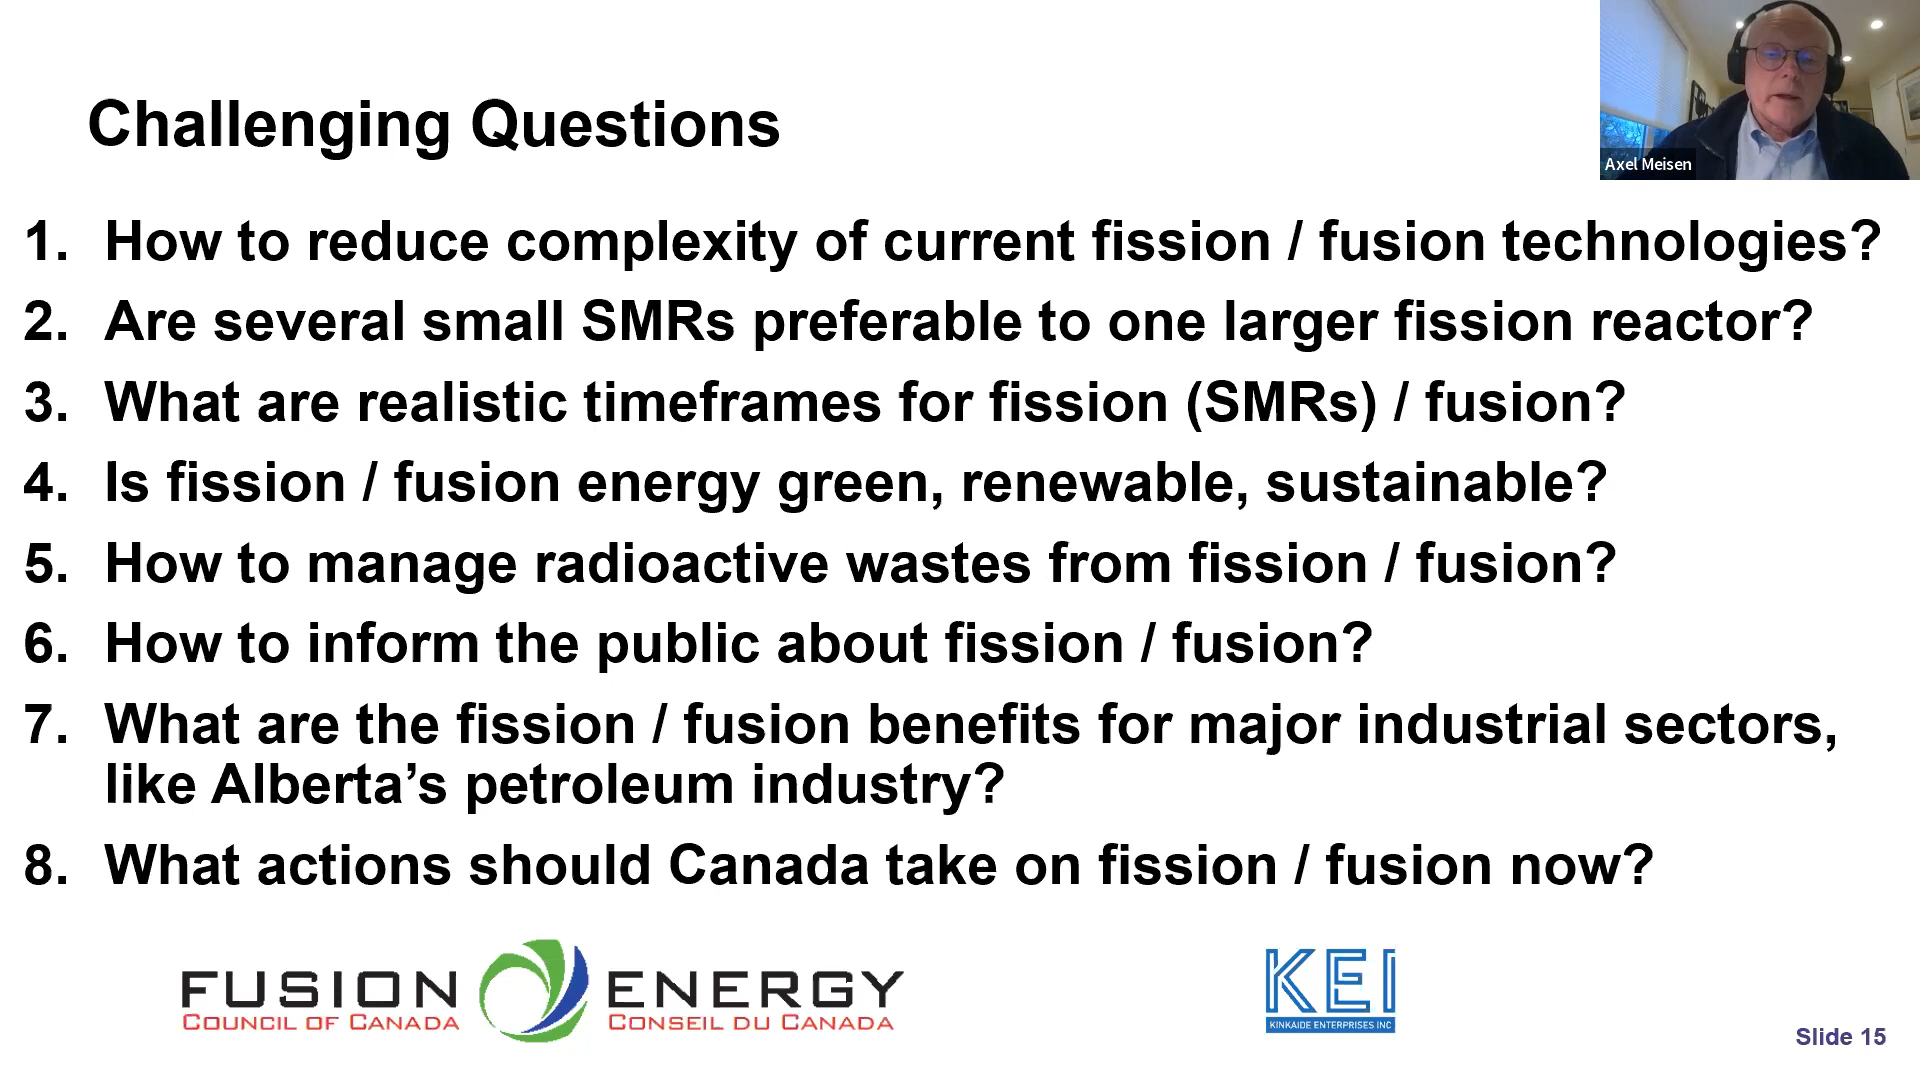 Challenging Questions
Axel Meisen
1. How to reduce complexity of current fission / fusion technologies?
2. Are several small SMRs preferable to one larger fission reactor?
3. What are realistic timeframes for fission (SMRs) / fusion?
4. Is fission / fusion energy green, renewable, sustainable?
5. How to manage radioactive wastes from fission / fusion?
6. How to inform the public about fission / fusion?
7. What are the fission / fusion benefits for major industrial sectors,
like Alberta’s petroleum industry?
8. What actions should Canada take on fission / fusion now?
FUSION ENERGY
COUNCIL OF CANADA CONSEIL DU CANADA
KEI
KINKAIDE ENTERPRISES INC
Slide 15